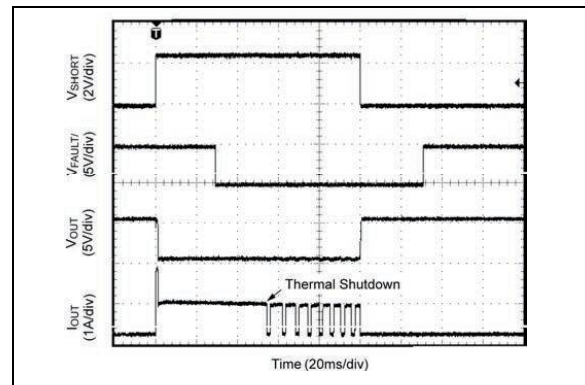 T
VSHORT
(2V/div)
VFAULT/
(5V/div)
VOUT
(5V/div)
IOUT
(1A/div)
Thermal Shutdown
Time (20ms/div)